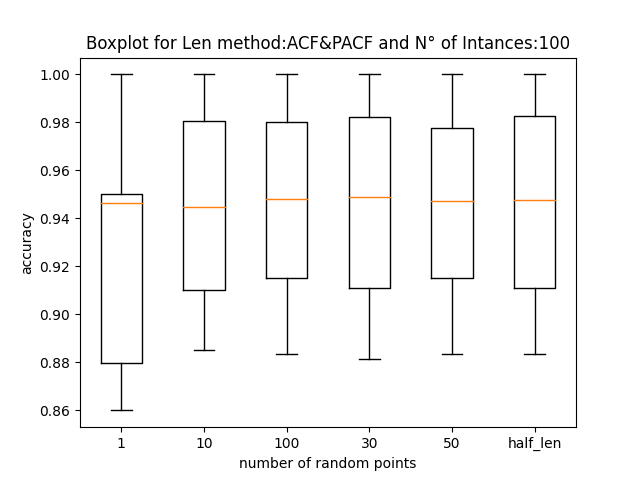 Boxplot for Len method:ACF&PACF and N° of Intances:100
1.00
0.98
0.96
0.94
0.92
0.90
0.88
0.86
accuracy
1 10 100 30 50 half_len
number of random points